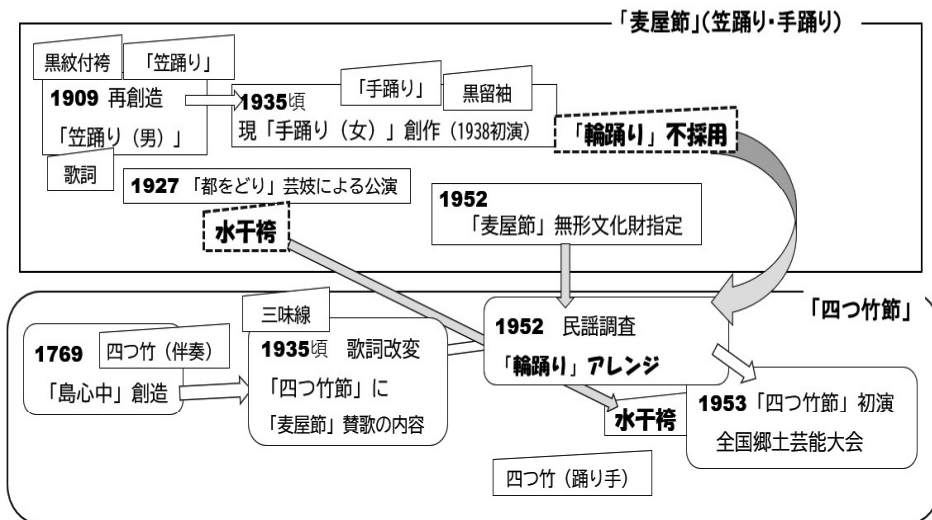 「麦屋節」(笠踊り・手踊り)
黒紋付袴
「笠踊り」
1909 再創造
「笠踊り（男）」
歌詞
「手踊り」
黒留袖
1935頃
現「手踊り（女）」創作（1938初演）
「輪踊り」不採用
1927 「都をどり」芸妓による公演
水干袴
1952
「麦屋節」無形文化財指定
「四つ竹節」
1769
四つ竹（伴奏）
「島心中」創造
三味線
1935頃 歌詞改変
「四つ竹節」に
「麦屋節」賛歌の内容
1952 民謡調査
「輪踊り」アレンジ
水干袴
1953「四つ竹節」初演
全国郷土芸能大会
四つ竹（踊り手）